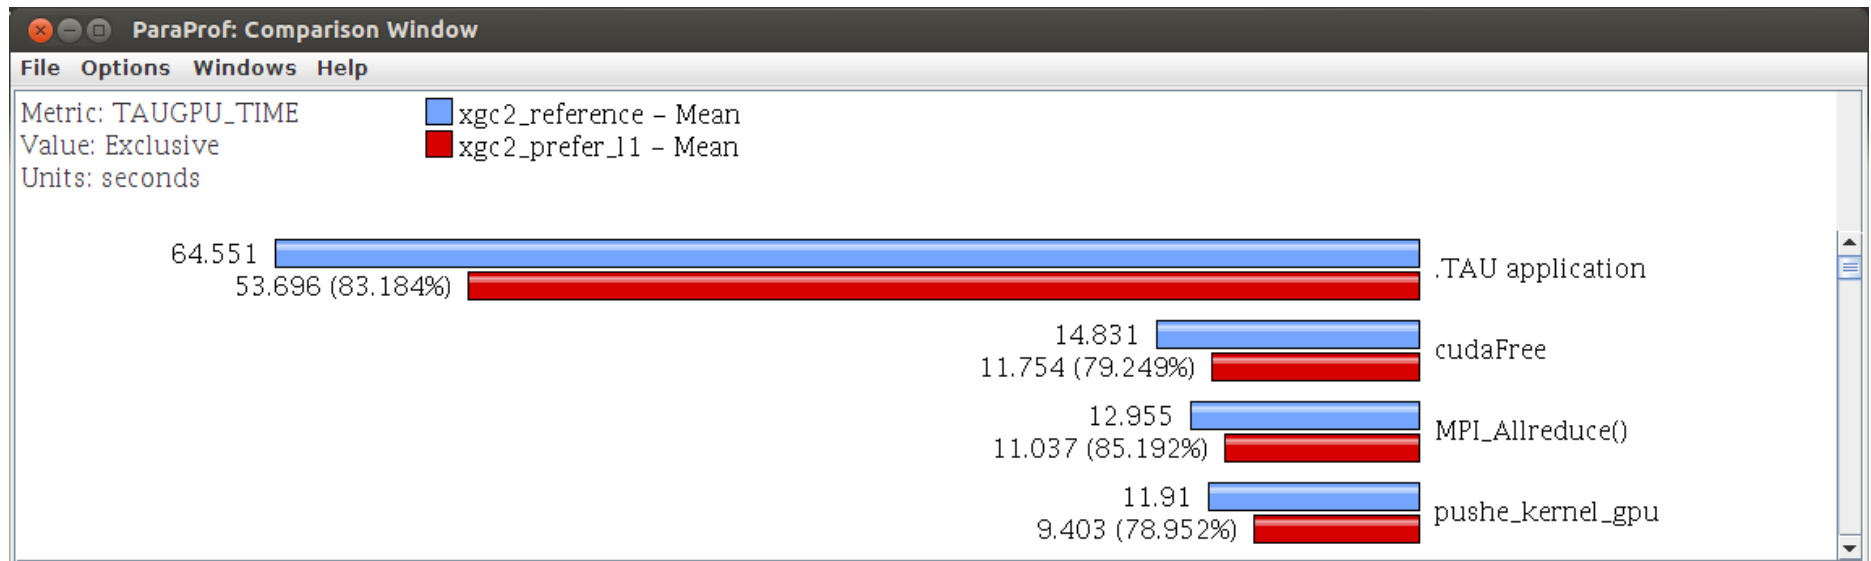 ParaProf: Comparison Window
File Options Windows Help
Metric: TAUGPU_TIME
Value: Exclusive
Units: seconds
xgc2_reference – Mean
xgc2_prefer_l1 – Mean
64.551
53.696 (83.184%)
.TAU application
14.831
11.754 (79.249%)
cudaFree
12.955
11.037 (85.192%)
MPI_Allreduce()
11.91
9.403 (78.952%)
pushe_kernel_gpu